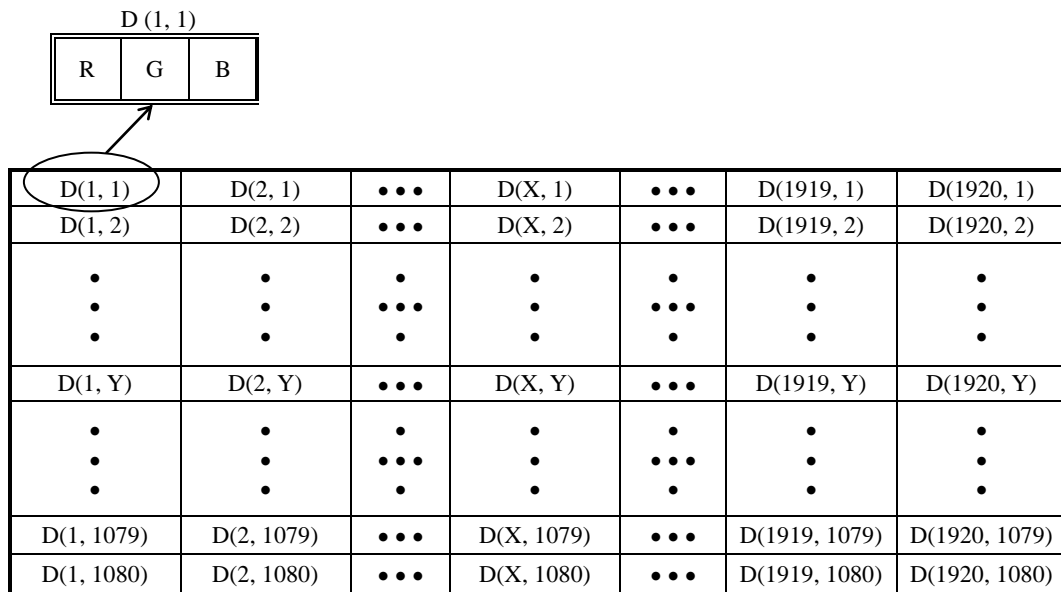 D (1, 1)
R G B
D(1, 1) D(2, 1) ● ● ● D(X, 1) ● ● ● D(1919, 1) D(1920, 1)
D(1, 2) D(2, 2) ● ● ● D(X, 2) ● ● ● D(1919, 2) D(1920, 2)
● ● ● ● ● ● ●
● ● ● ● ● ● ● ● ● ● ●
● ● ● ● ● ● ●
D(1, Y) D(2, Y) ● ● ● D(X, Y) ● ● ● D(1919, Y) D(1920, Y)
● ● ● ● ● ● ●
● ● ● ● ● ● ● ● ● ● ●
● ● ● ● ● ● ●
D(1, 1079) D(2, 1079) ● ● ● D(X, 1079) ● ● ● D(1919, 1079) D(1920, 1079)
D(1, 1080) D(2, 1080) ● ● ● D(X, 1080) ● ● ● D(1919, 1080) D(1920, 1080)